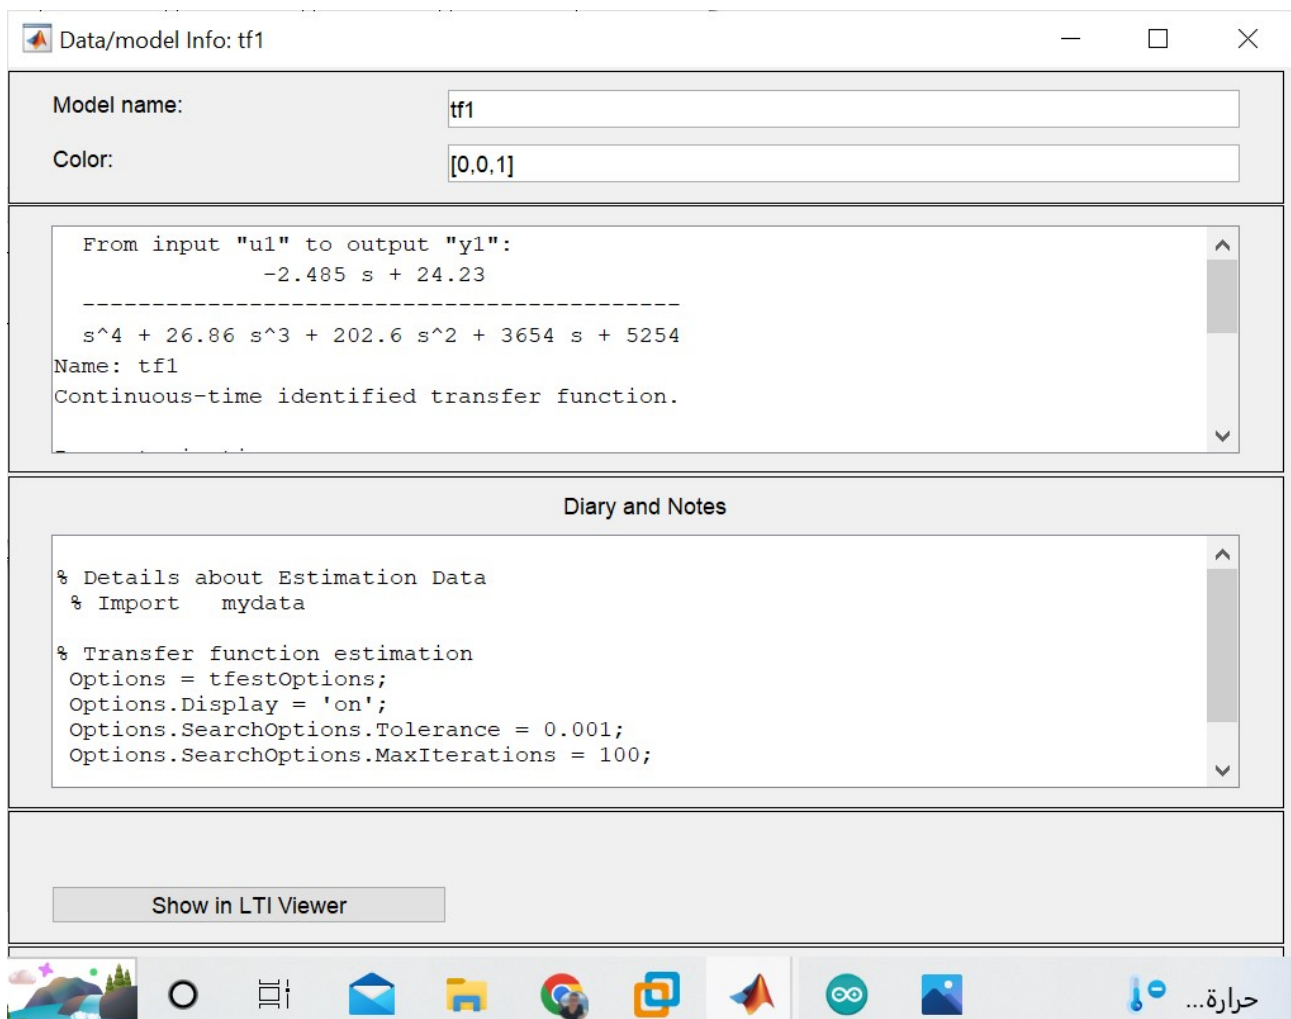 Data/model Info: tf1
Model name:
tf1
Color:
[0,0,1]
From input "u1" to output "y1":
-2.485 s + 24.23
-------------------------------------------
s^4 + 26.86 s^3 + 202.6 s^2 + 3654 s + 5254
Name: tf1
Continuous-time identified transfer function.
Diary and Notes
% Details about Estimation Data
% Import   mydata
% Transfer function estimation
Options = tfestOptions;
Options.Display = 'on';
Options.SearchOptions.Tolerance = 0.001;
Options.SearchOptions.MaxIterations = 100;
Show in LTI Viewer
حرارة...